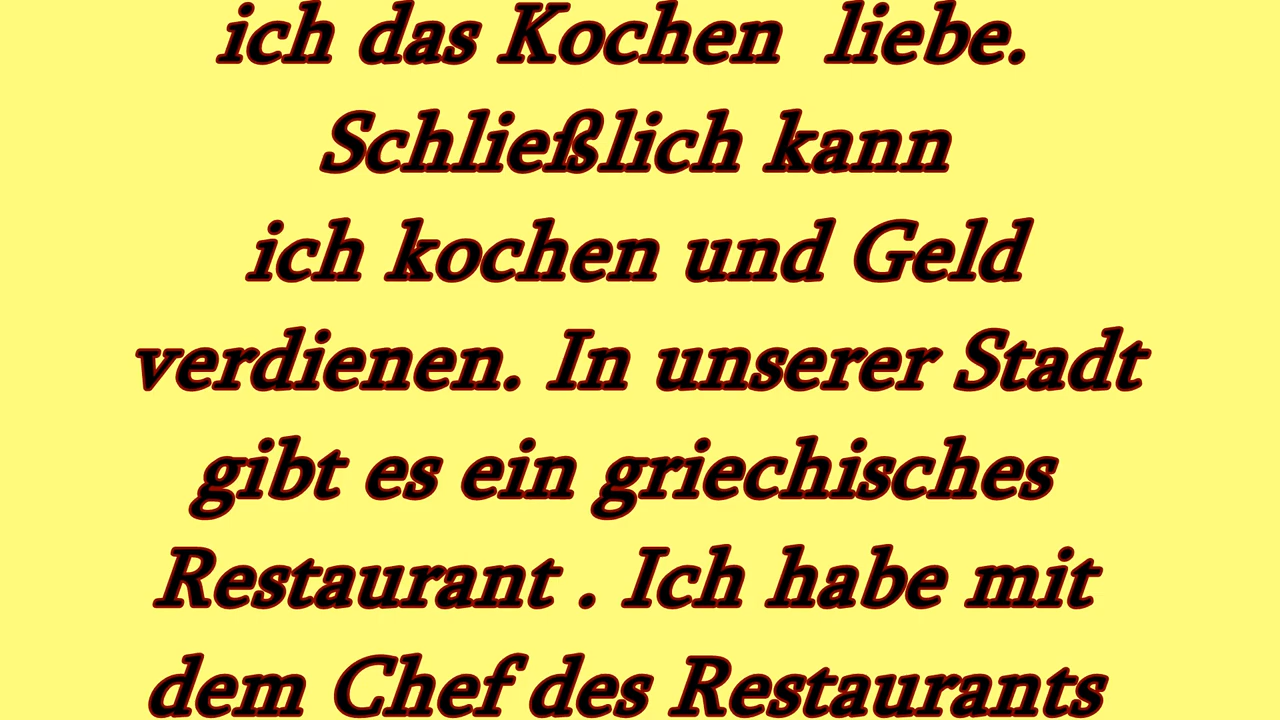 ich das Kochen  liebe.
Schließlich kann
ich kochen und Geld
verdienen. In unserer Stadt
gibt es ein griechisches
Restaurant . Ich habe mit
dem Chef des Restaurants